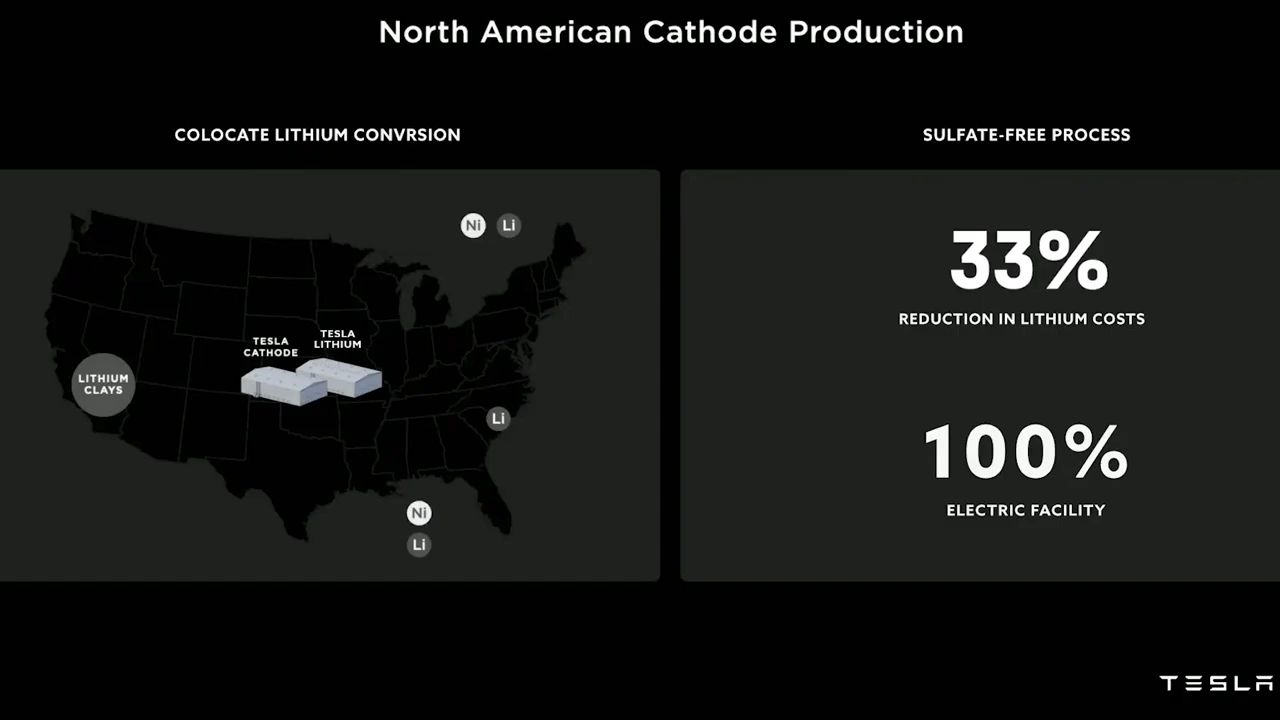 North American Cathode Production
COLOCATE LITHIUM CONVRSION
Ni Li
TESLA
CATHODE
TESLA
LITHIUM
LITHIUM
CLAYS
Li
Ni
Li
SULFATE-FREE PROCESS
33%
REDUCTION IN LITHIUM COSTS
100%
ELECTRIC FACILITY
TESLA